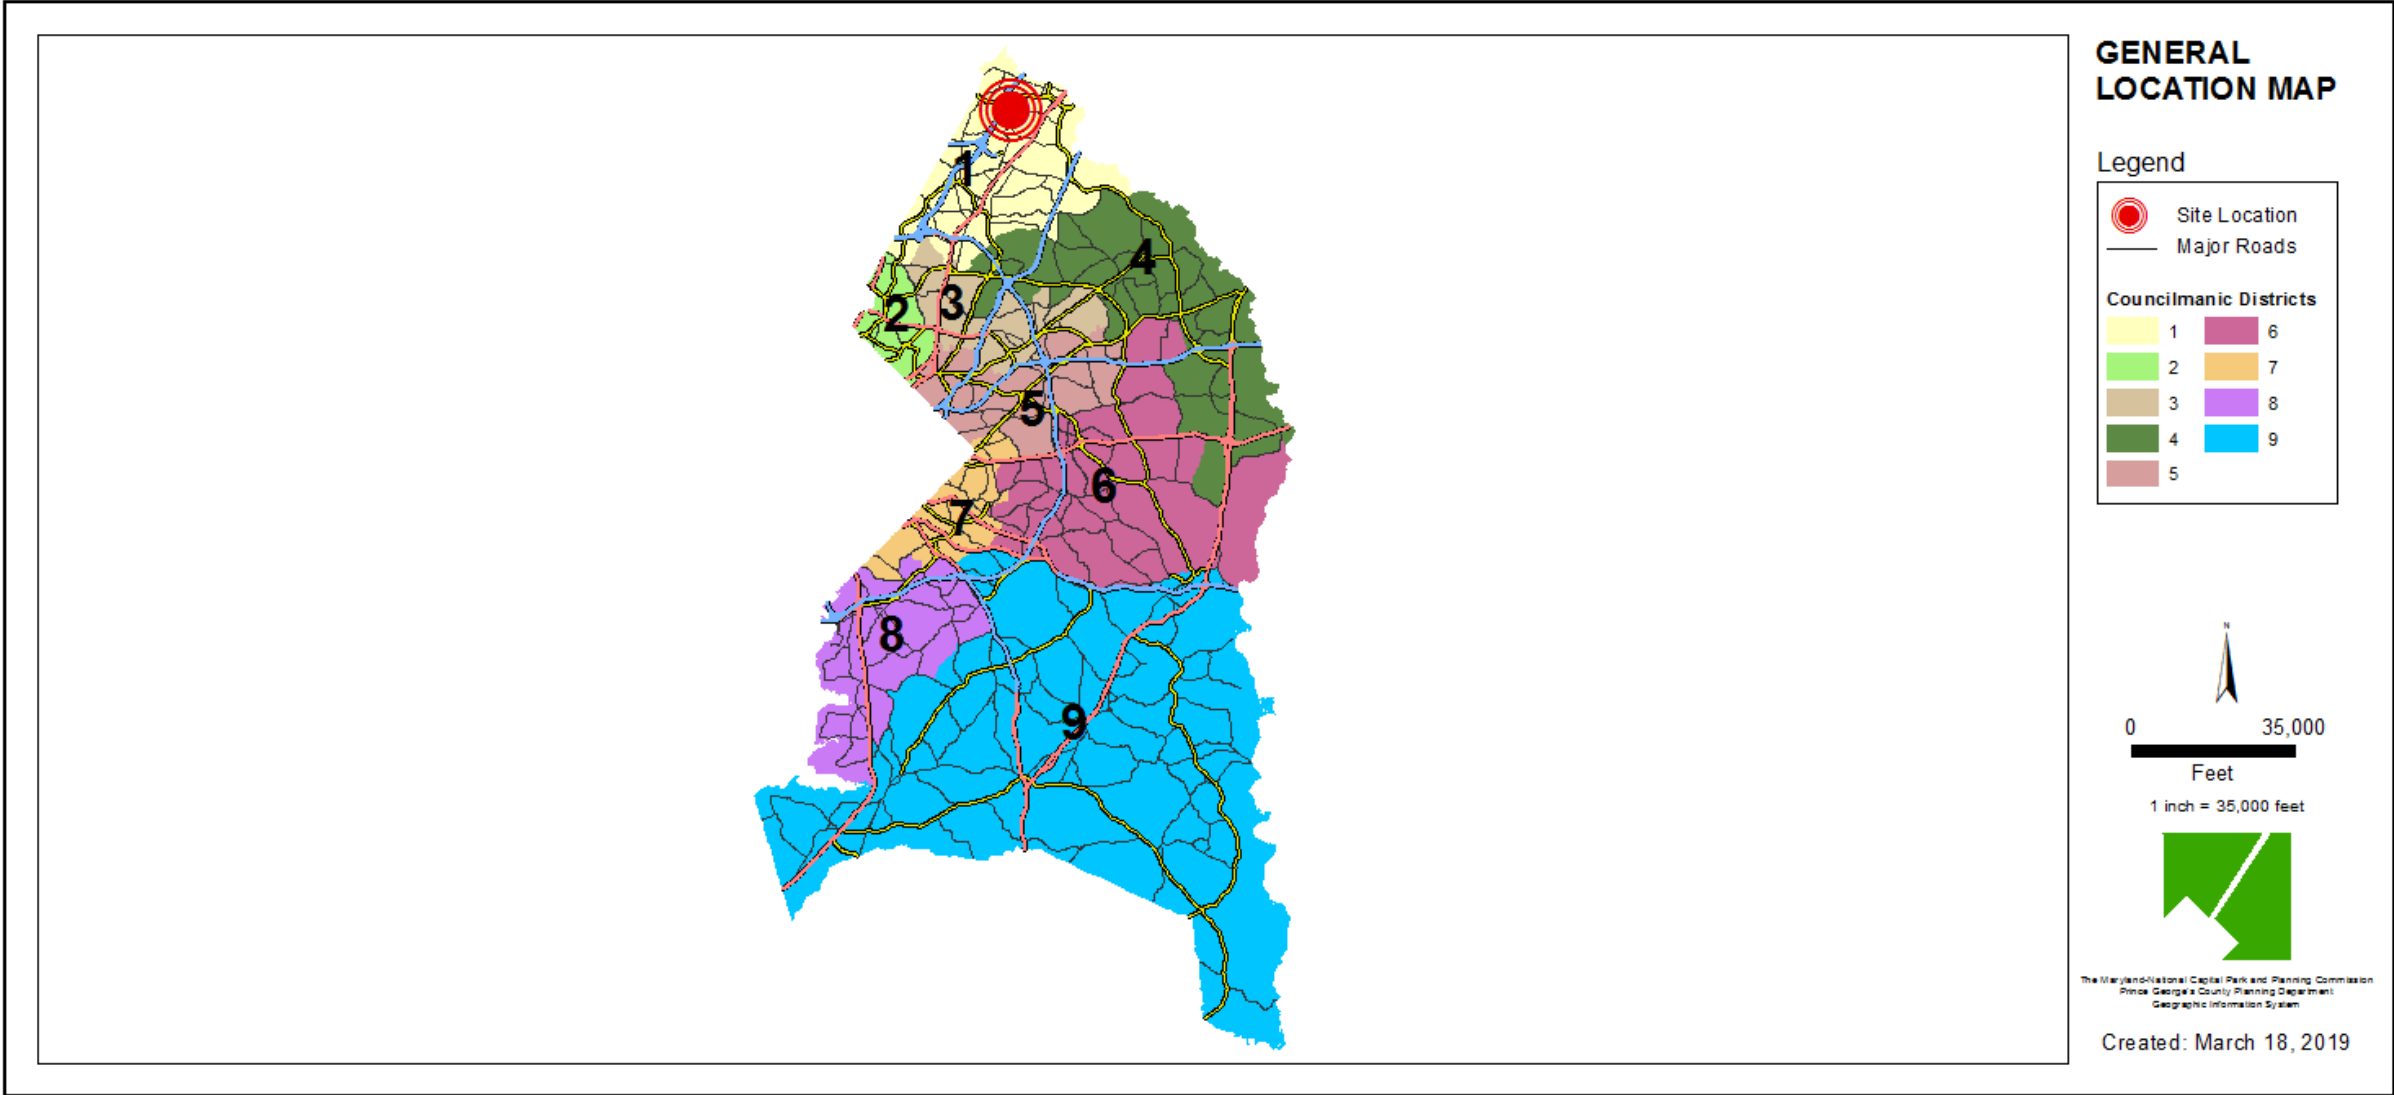 GENERAL
LOCATION MAP
Legend
Site Location
Major Roads
Councilmanic Districts
1 6
2 7
3 8
4 9
5
1
4
3
2
5
6
7
8
9
N
0 35,000
Feet
1 inch = 35,000 feet
The Maryland-National Capital Park and Planning Commission
Prince George's County Planning Department
Geographic Information System
Created: March 18, 2019